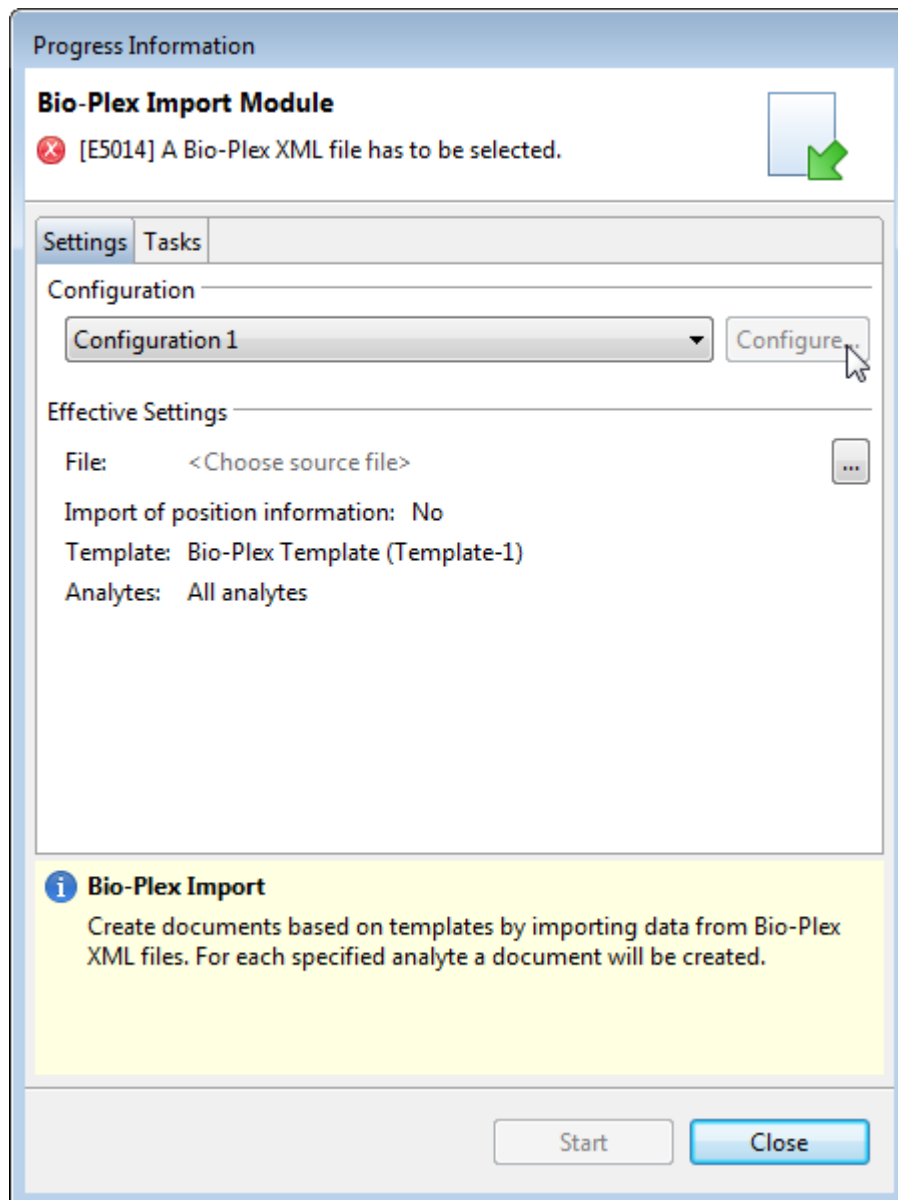 Progress Information
Bio-Plex Import Module
[E5014] A Bio-Plex XML file has to be selected.
Settings Tasks
Configuration
Configuration 1 Configure...
Effective Settings
File: <Choose source file> ...
Import of position information: No
Template: Bio-Plex Template (Template-1)
Analytes: All analytes
i Bio-Plex Import
Create documents based on templates by importing data from Bio-Plex
XML files. For each specified analyte a document will be created.
Start Close